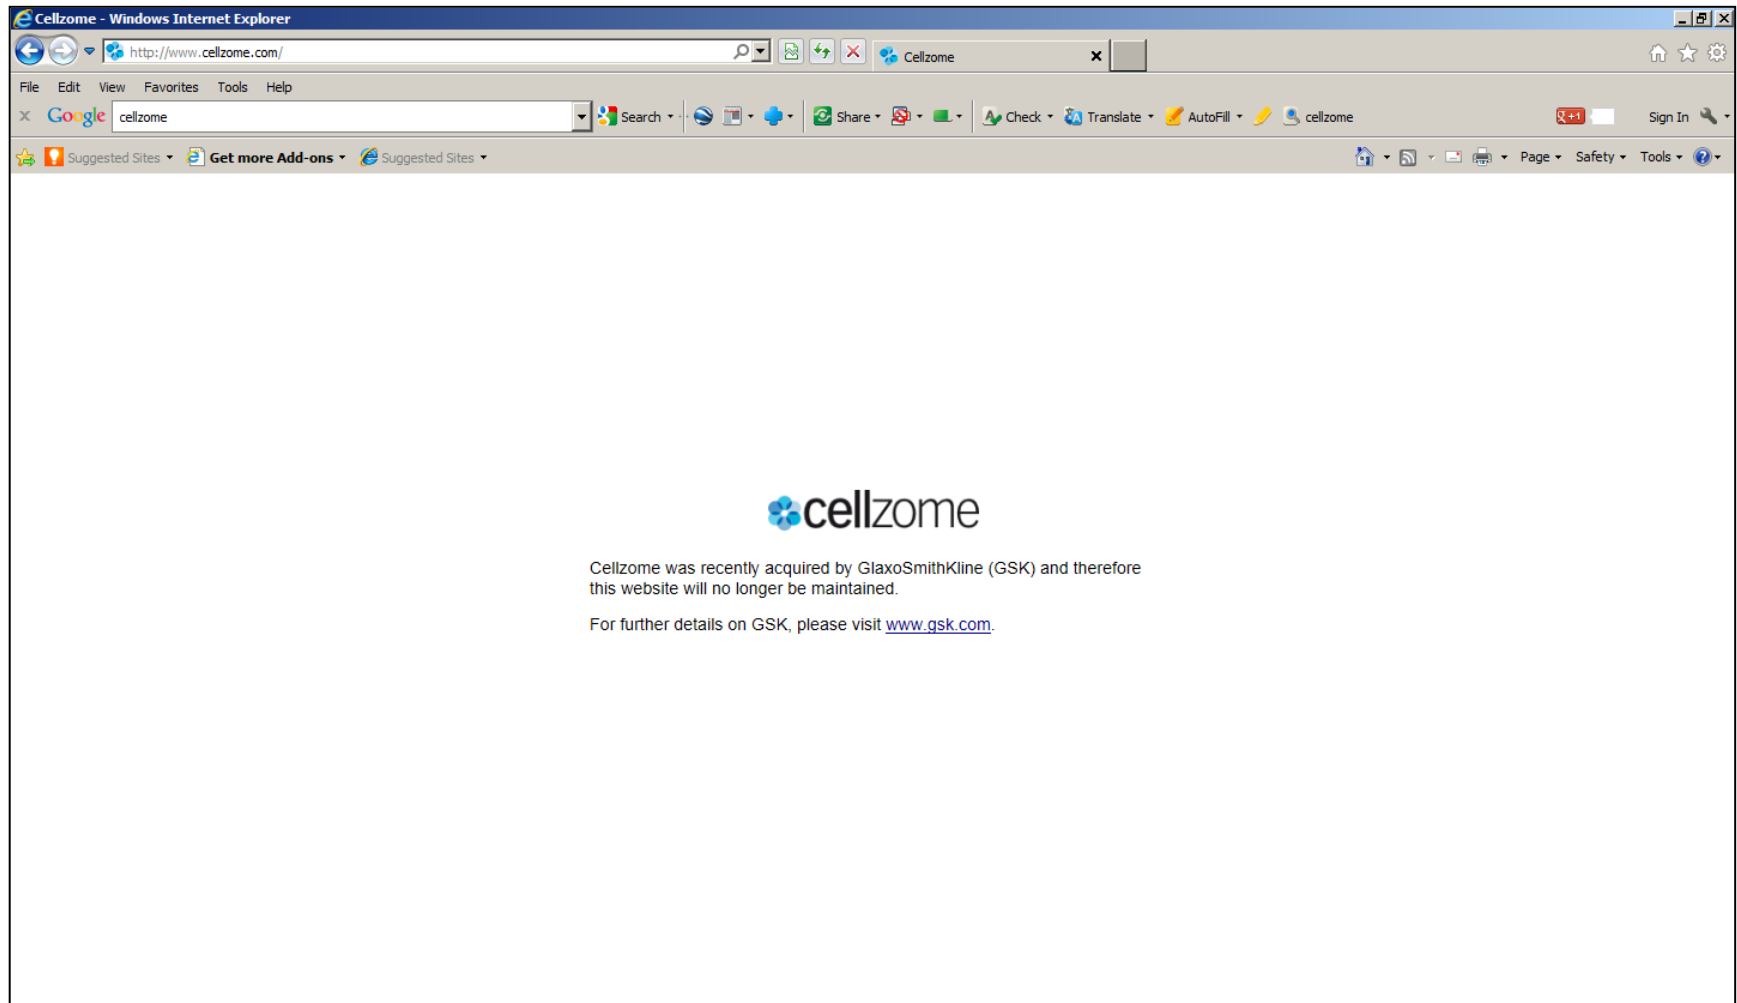 Cellzome - Windows Internet Explorer
http://www.cellzome.com/
Cellzome
File Edit View Favorites Tools Help
Google cellzome Search Share Check Translate AutoFill cellzome +1 Sign In
Suggested Sites Get more Add-ons Suggested Sites Page Safety Tools
cellzome
Cellzome was recently acquired by GlaxoSmithKline (GSK) and therefore
this website will no longer be maintained.
For further details on GSK, please visit www.gsk.com.